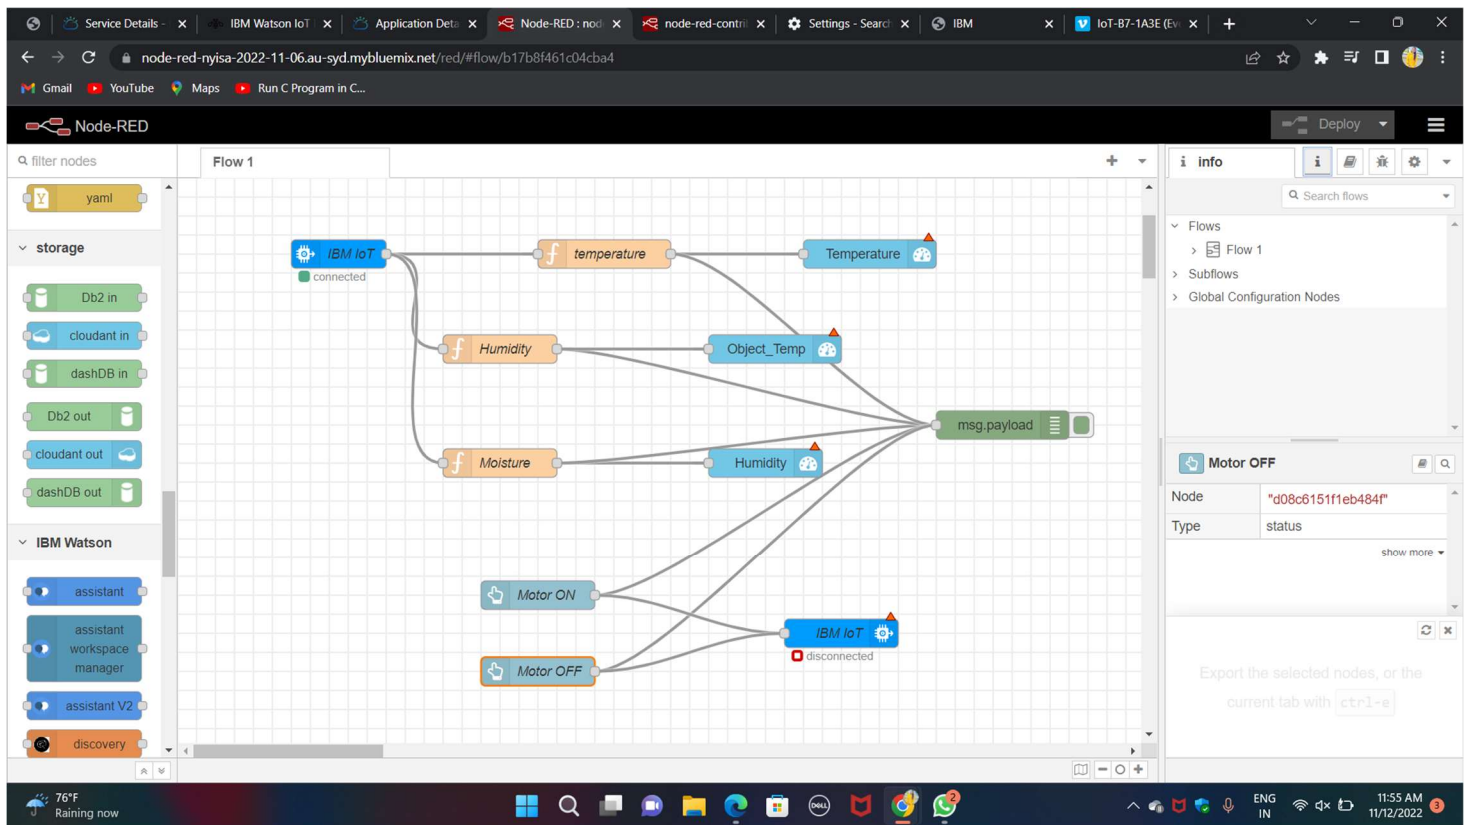 Service Details -
IBM Watson IoT
Application Deta
Node-RED : node
node-red-contri
Settings - Search
IBM
IoT-B7-1A3E (Ev
node-red-nyisa-2022-11-06.au-syd.mybluemix.net/red/#flow/b17b8f461c04cba4
Gmail
YouTube
Maps
Run C Program in C...
Node-RED
Deploy
filter nodes
Flow 1
i info
i
yaml
Search flows
storage
Flows
Flow 1
Subflows
Global Configuration Nodes
IBM IoT
connected
temperature
Temperature
Db2 in
cloudant in
dashDB in
Db2 out
cloudant out
dashDB out
Humidity
Object_Temp
msg.payload
Moisture
Humidity
Motor OFF
Node
"d08c6151f1eb484f"
Type
status
show more
IBM Watson
assistant
assistant
workspace
manager
assistant V2
discovery
Motor ON
IBM IoT
disconnected
Motor OFF
Export the selected nodes, or the
current tab with ctrl-e
76°F
Raining now
DELL
2
ENG
IN
11:55 AM
11/12/2022
3